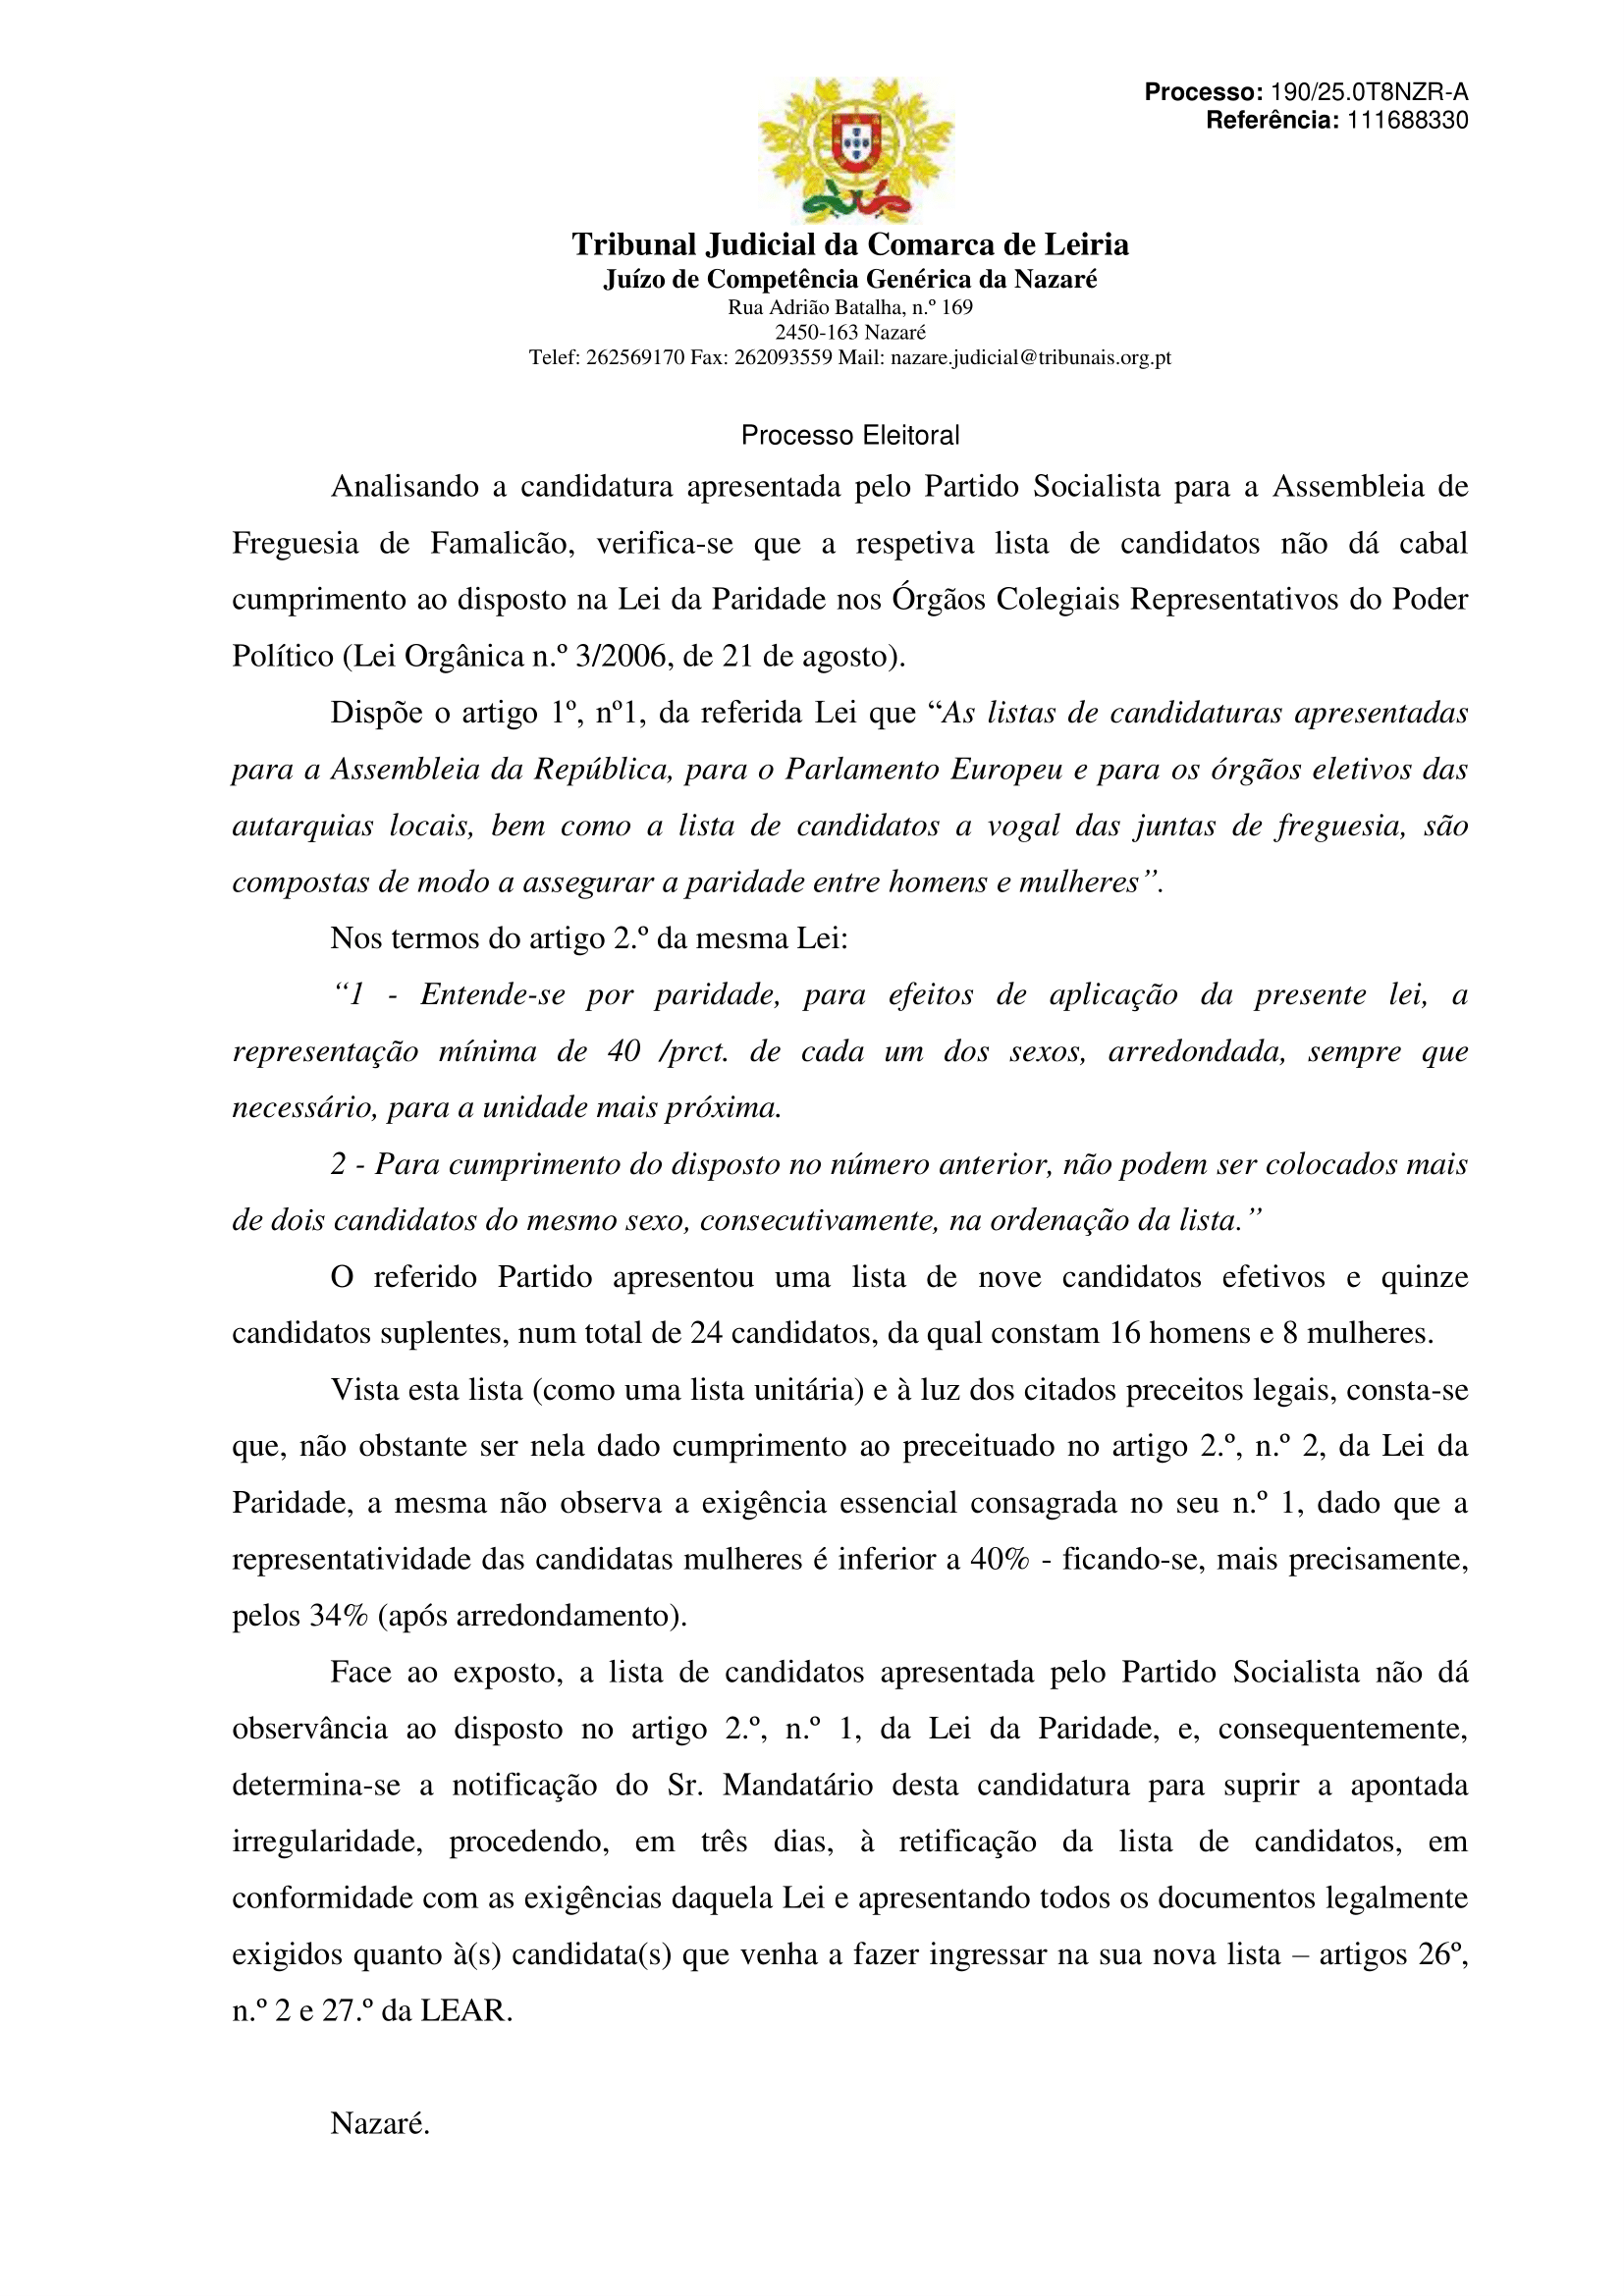 Processo: 190/25.0T8NZR-A
Referência: 111688330
Tribunal Judicial da Comarca de Leiria
Juízo de Competência Genérica da Nazaré
Rua Adrião Batalha, n.º 169
2450-163 Nazaré
Telef: 262569170 Fax: 262093559 Mail: nazare.judicial@tribunais.org.pt
Processo Eleitoral
Analisando a candidatura apresentada pelo Partido Socialista para a Assembleia de
Freguesia de Famalicão, verifica-se que a respetiva lista de candidatos não dá cabal
cumprimento ao disposto na Lei da Paridade nos Órgãos Colegiais Representativos do Poder
Político (Lei Orgânica n.º 3/2006, de 21 de agosto).
Dispõe o artigo 1º, nº1, da referida Lei que “As listas de candidaturas apresentadas
para a Assembleia da República, para o Parlamento Europeu e para os órgãos eletivos das
autarquias locais, bem como a lista de candidatos a vogal das juntas de freguesia, são
compostas de modo a assegurar a paridade entre homens e mulheres”.
Nos termos do artigo 2.º da mesma Lei:
“1 - Entende-se por paridade, para efeitos de aplicação da presente lei, a
representação mínima de 40 /prct. de cada um dos sexos, arredondada, sempre que
necessário, para a unidade mais próxima.
2 - Para cumprimento do disposto no número anterior, não podem ser colocados mais
de dois candidatos do mesmo sexo, consecutivamente, na ordenação da lista.”
O referido Partido apresentou uma lista de nove candidatos efetivos e quinze
candidatos suplentes, num total de 24 candidatos, da qual constam 16 homens e 8 mulheres.
Vista esta lista (como uma lista unitária) e à luz dos citados preceitos legais, consta-se
que, não obstante ser nela dado cumprimento ao preceituado no artigo 2.º, n.º 2, da Lei da
Paridade, a mesma não observa a exigência essencial consagrada no seu n.º 1, dado que a
representatividade das candidatas mulheres é inferior a 40% - ficando-se, mais precisamente,
pelos 34% (após arredondamento).
Face ao exposto, a lista de candidatos apresentada pelo Partido Socialista não dá
observância ao disposto no artigo 2.º, n.º 1, da Lei da Paridade, e, consequentemente,
determina-se a notificação do Sr. Mandatário desta candidatura para suprir a apontada
irregularidade, procedendo, em três dias, à retificação da lista de candidatos, em
conformidade com as exigências daquela Lei e apresentando todos os documentos legalmente
exigidos quanto à(s) candidata(s) que venha a fazer ingressar na sua nova lista – artigos 26º,
n.º 2 e 27.º da LEAR.
Nazaré.